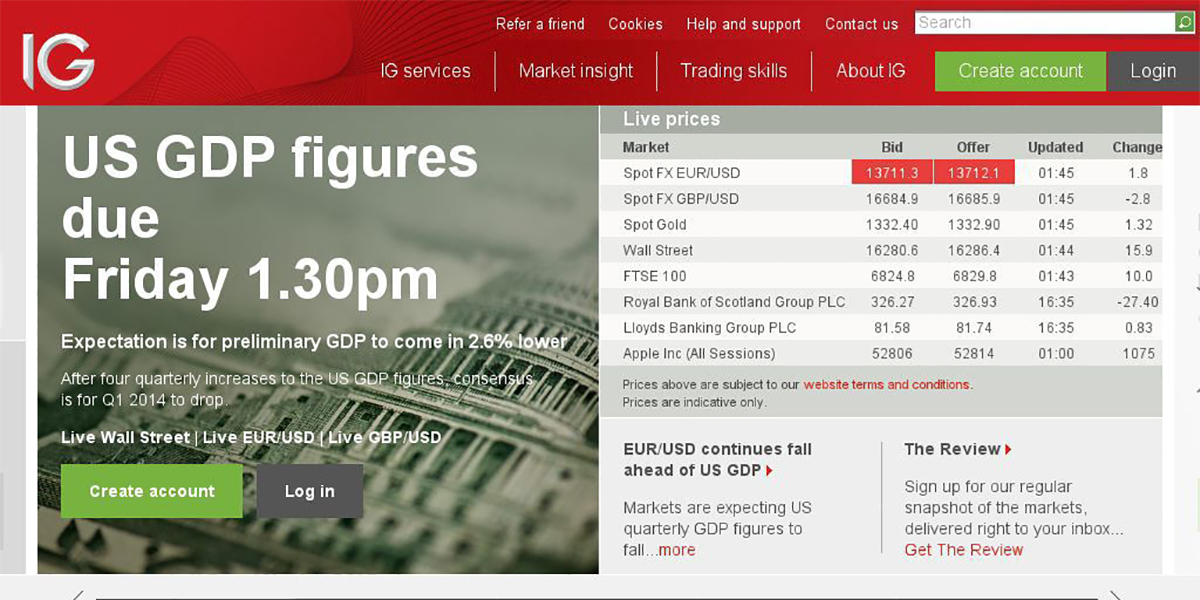 IG
Refer a friend Cookies Help and support Contact us Search
IG services Market insight Trading skills About IG Create account Login
US GDP figures
due
Friday 1.30pm
Expectation is for preliminary GDP to come in 2.6% lower
After four quarterly increases to the US GDP figures, consensus
is for Q1 2014 to drop.
Live Wall Street | Live EUR/USD | Live GBP/USD
Create account Log in
Live prices
Market Bid Offer Updated Change
Spot FX EUR/USD 13711.3 13712.1 01:45 1.8
Spot FX GBP/USD 16684.9 16685.9 01:45 -2.8
Spot Gold 1332.40 1332.90 01:45 1.32
Wall Street 16280.6 16286.4 01:44 15.9
FTSE 100 6824.8 6829.8 01:43 10.0
Royal Bank of Scotland Group PLC 326.27 326.93 16:35 -27.40
Lloyds Banking Group PLC 81.58 81.74 16:35 0.83
Apple Inc (All Sessions) 52806 52814 01:00 1075
Prices above are subject to our website terms and conditions.
Prices are indicative only.
EUR/USD continues fall
ahead of US GDP
Markets are expecting US
quarterly GDP figures to
fall...more
The Review
Sign up for our regular
snapshot of the markets,
delivered right to your inbox...
Get The Review